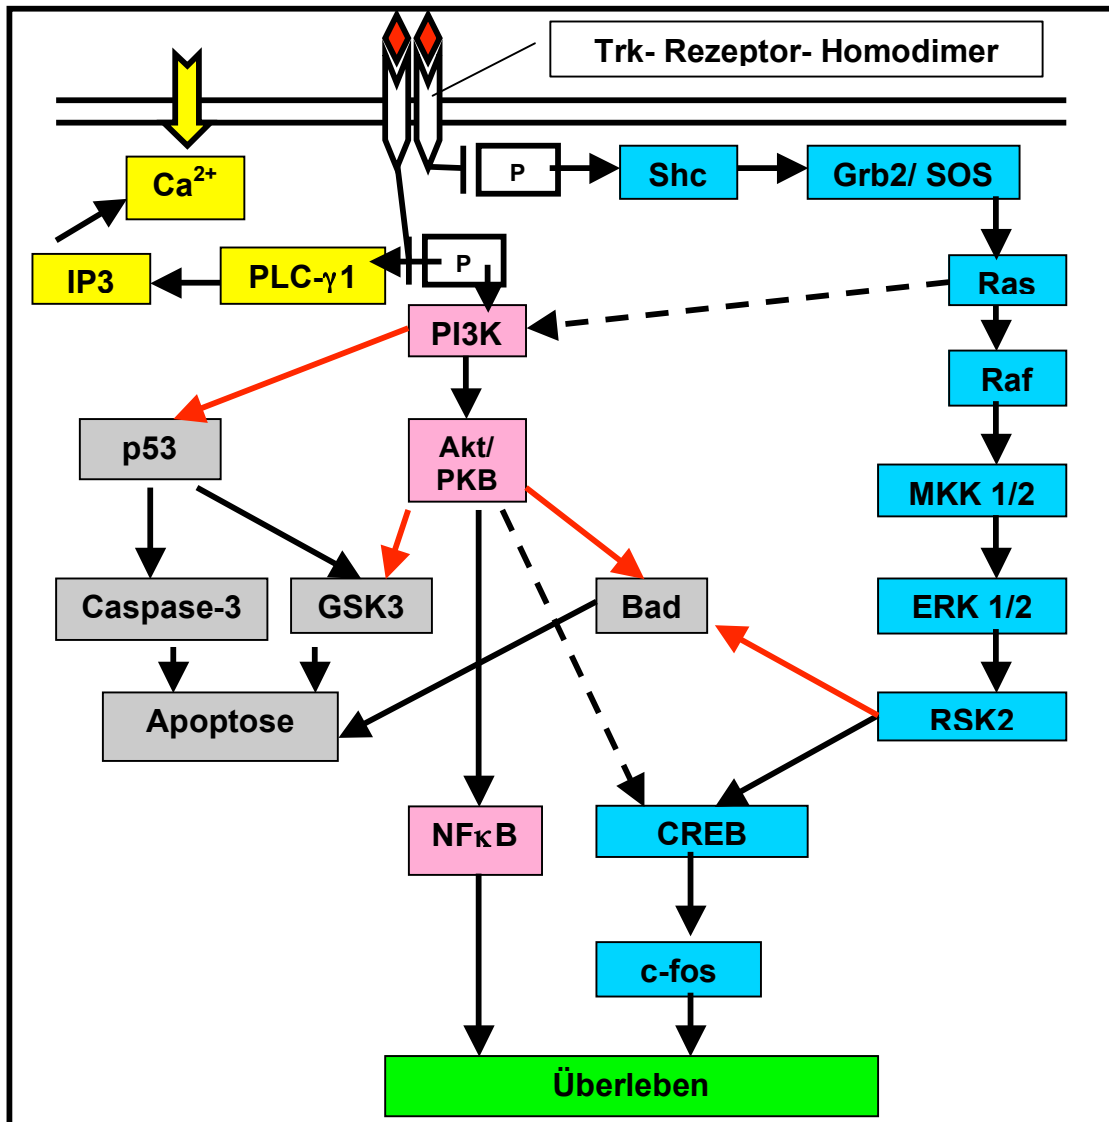 Trk- Rezeptor- Homodimer
Ca2+
P
Shc
Grb2/ SOS
IP3
PLC-γ1
P
Ras
PI3K
Raf
p53
Akt/
PKB
MKK 1/2
Caspase-3
GSK3
Bad
ERK 1/2
Apoptose
RSK2
NFκB
CREB
c-fos
Überleben